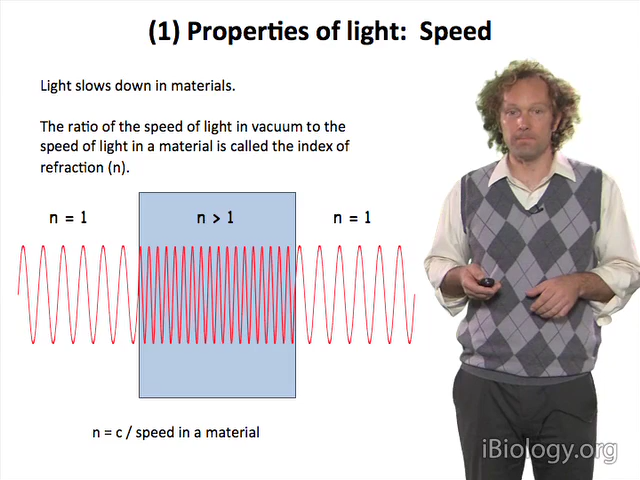 (1) Properties of light: Speed
Light slows down in materials.
The ratio of the speed of light in vacuum to the
speed of light in a material is called the index of
refraction (n).
n = 1
n > 1
n = 1
n = c / speed in a material
iBiology.org